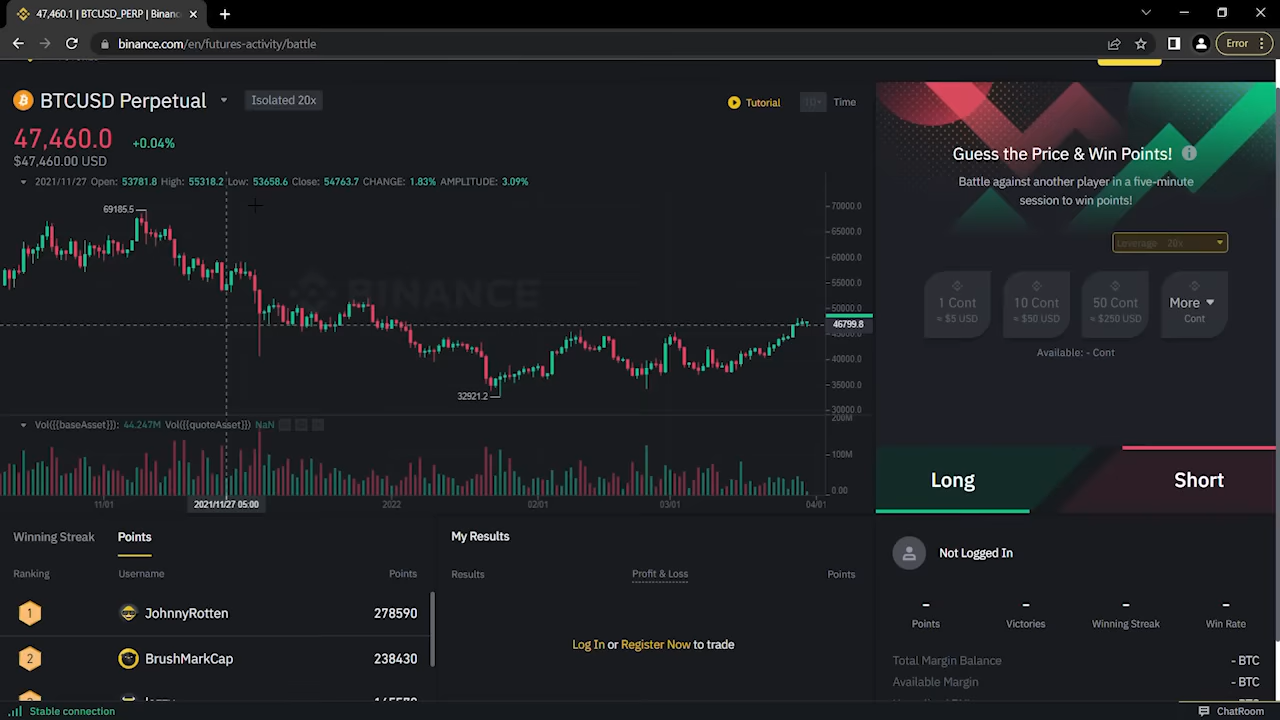 47,460.1 | BTCUSD_PERP | Binanc
binance.com/en/futures-activity/battle
Error
BTCUSD Perpetual
Isolated 20x
Tutorial
Time
47,460.0
+0.04%
$47,460.00 USD
2021/11/27 Open: 53781.8 High: 55318.2 Low: 53658.6 Close: 54763.7 CHANGE: 1.83% AMPLITUDE: 3.09%
69185.5
32921.2
BINANCE
70000.0
65000.0
60000.0
55000.0
50000.0
46799.8
40000.0
35000.0
30000.0
Vol({{baseAsset}}): 44.247M Vol({{quoteAsset}}) NaN
200M
100M
0.00
11/01
2021/11/27 05:00
2022
02/01
03/01
04/01
Guess the Price & Win Points!
Battle against another player in a five-minute
session to win points!
Leverage 20x
1 Cont
≈ $5 USD
10 Cont
≈ $50 USD
50 Cont
≈ $250 USD
More
Cont
Available: - Cont
Long
Short
Winning Streak
Points
Ranking
Username
Points
1
JohnnyRotten
278590
2
BrushMarkCap
238430
My Results
Results
Profit & Loss
Points
Log In or Register Now to trade
Not Logged In
-
-
-
-
Points
Victories
Winning Streak
Win Rate
Total Margin Balance
- BTC
Available Margin
- BTC
Stable connection
ChatRoom